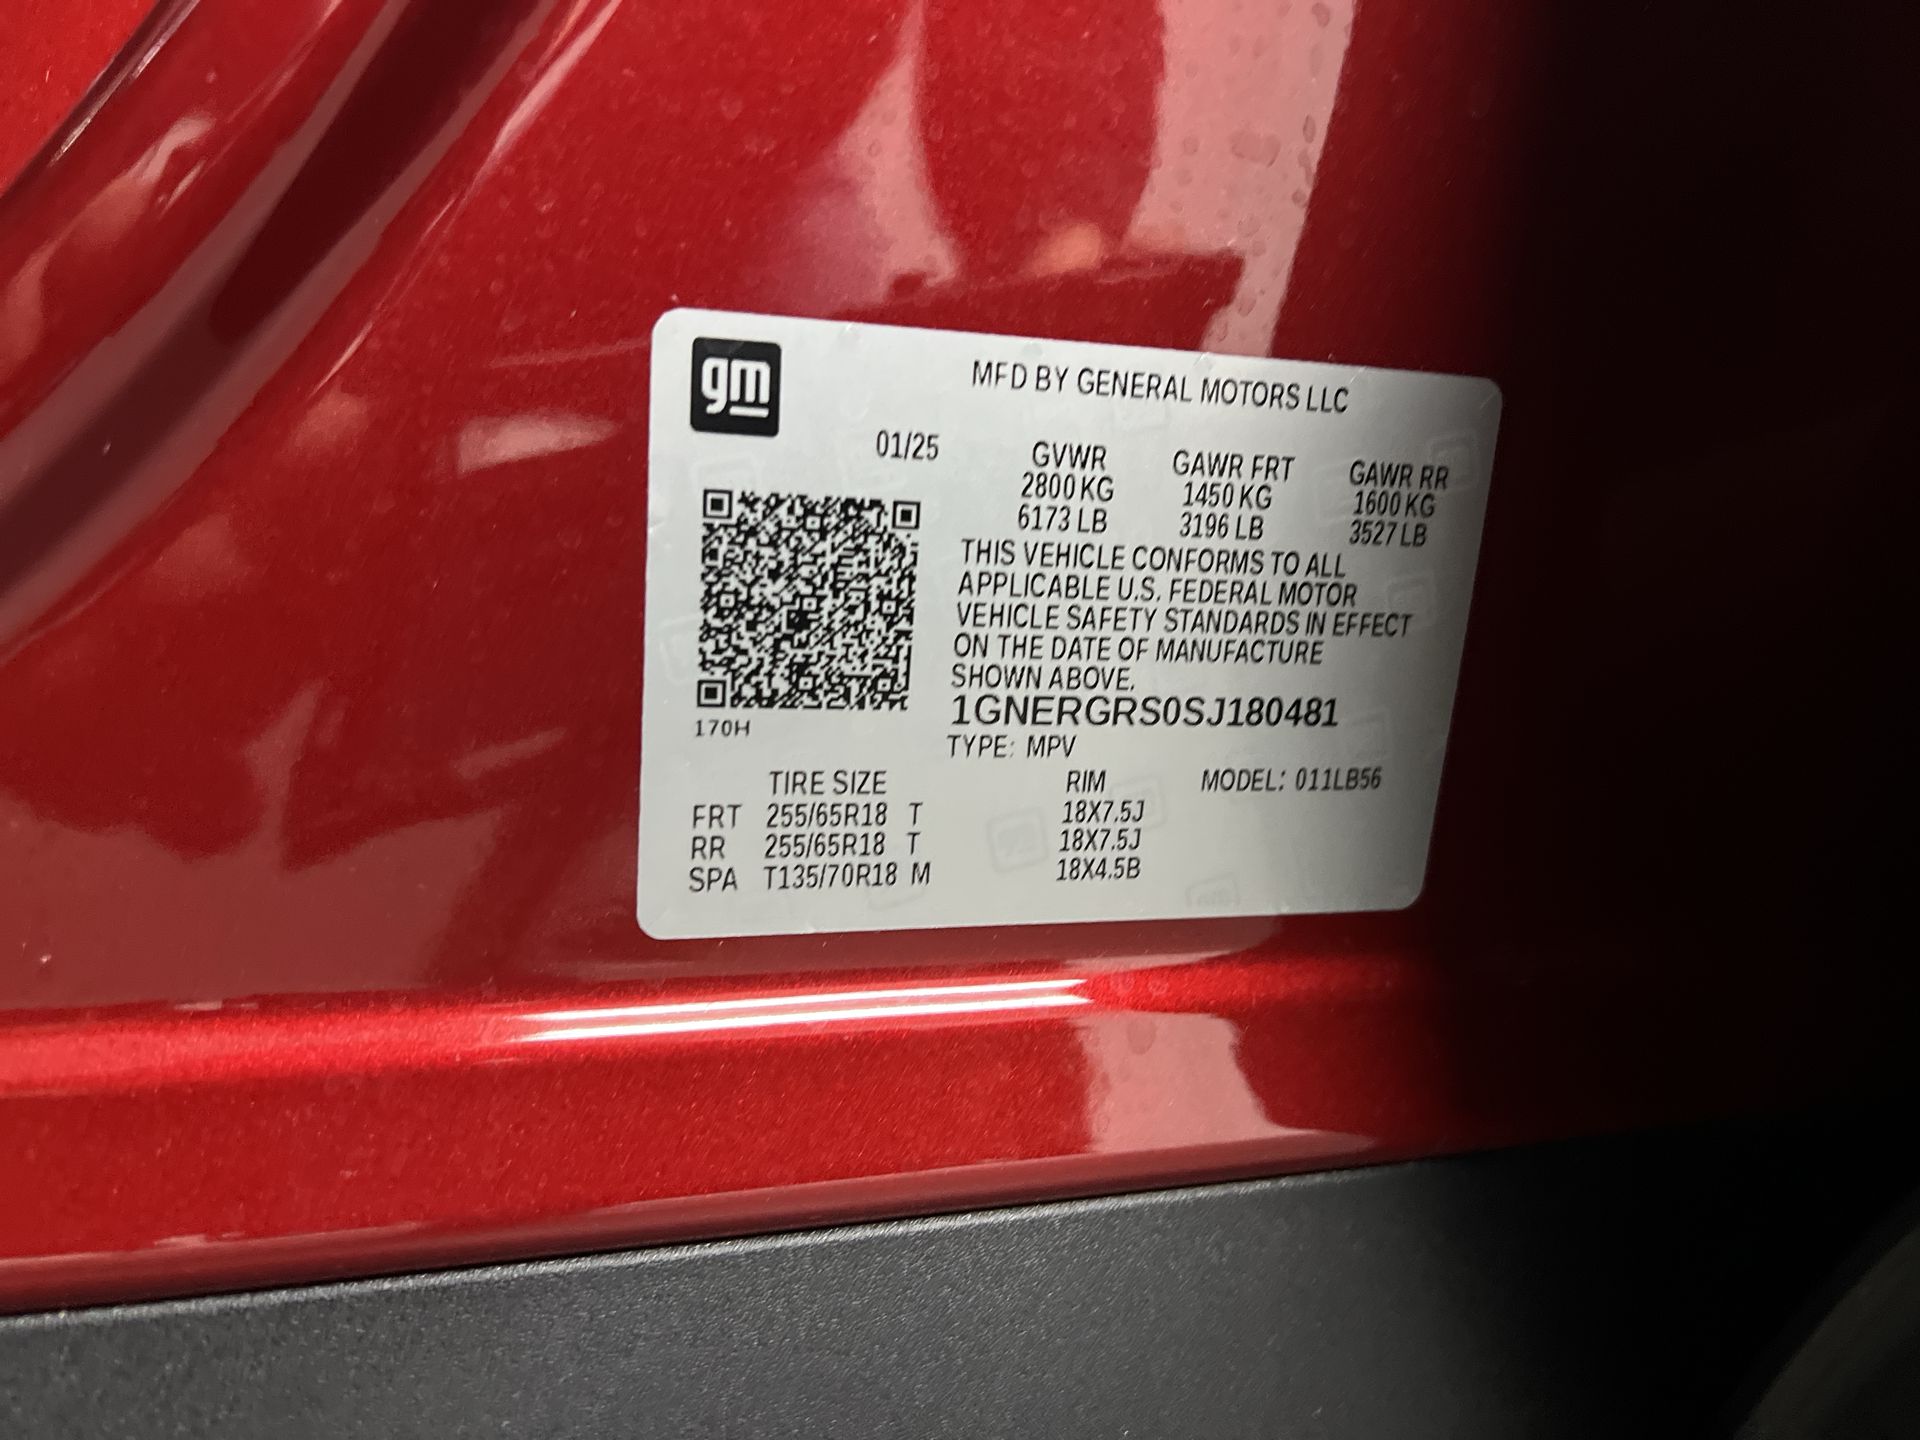 gm
MFD BY GENERAL MOTORS LLC
01/25 GVWR GAWR FRT GAWR RR
2800 KG 1450 KG 1600 KG
6173 LB 3196 LB 3527 LB
THIS VEHICLE CONFORMS TO ALL
APPLICABLE U.S. FEDERAL MOTOR
VEHICLE SAFETY STANDARDS IN EFFECT
ON THE DATE OF MANUFACTURE
SHOWN ABOVE.
1GNERGRS0SJ180481
170H
TYPE: MPV
TIRE SIZE RIM MODEL: 011LB56
FRT 255/65R18 T 18X7.5J
RR 255/65R18 T 18X7.5J
SPA T135/70R18 M 18X4.5B